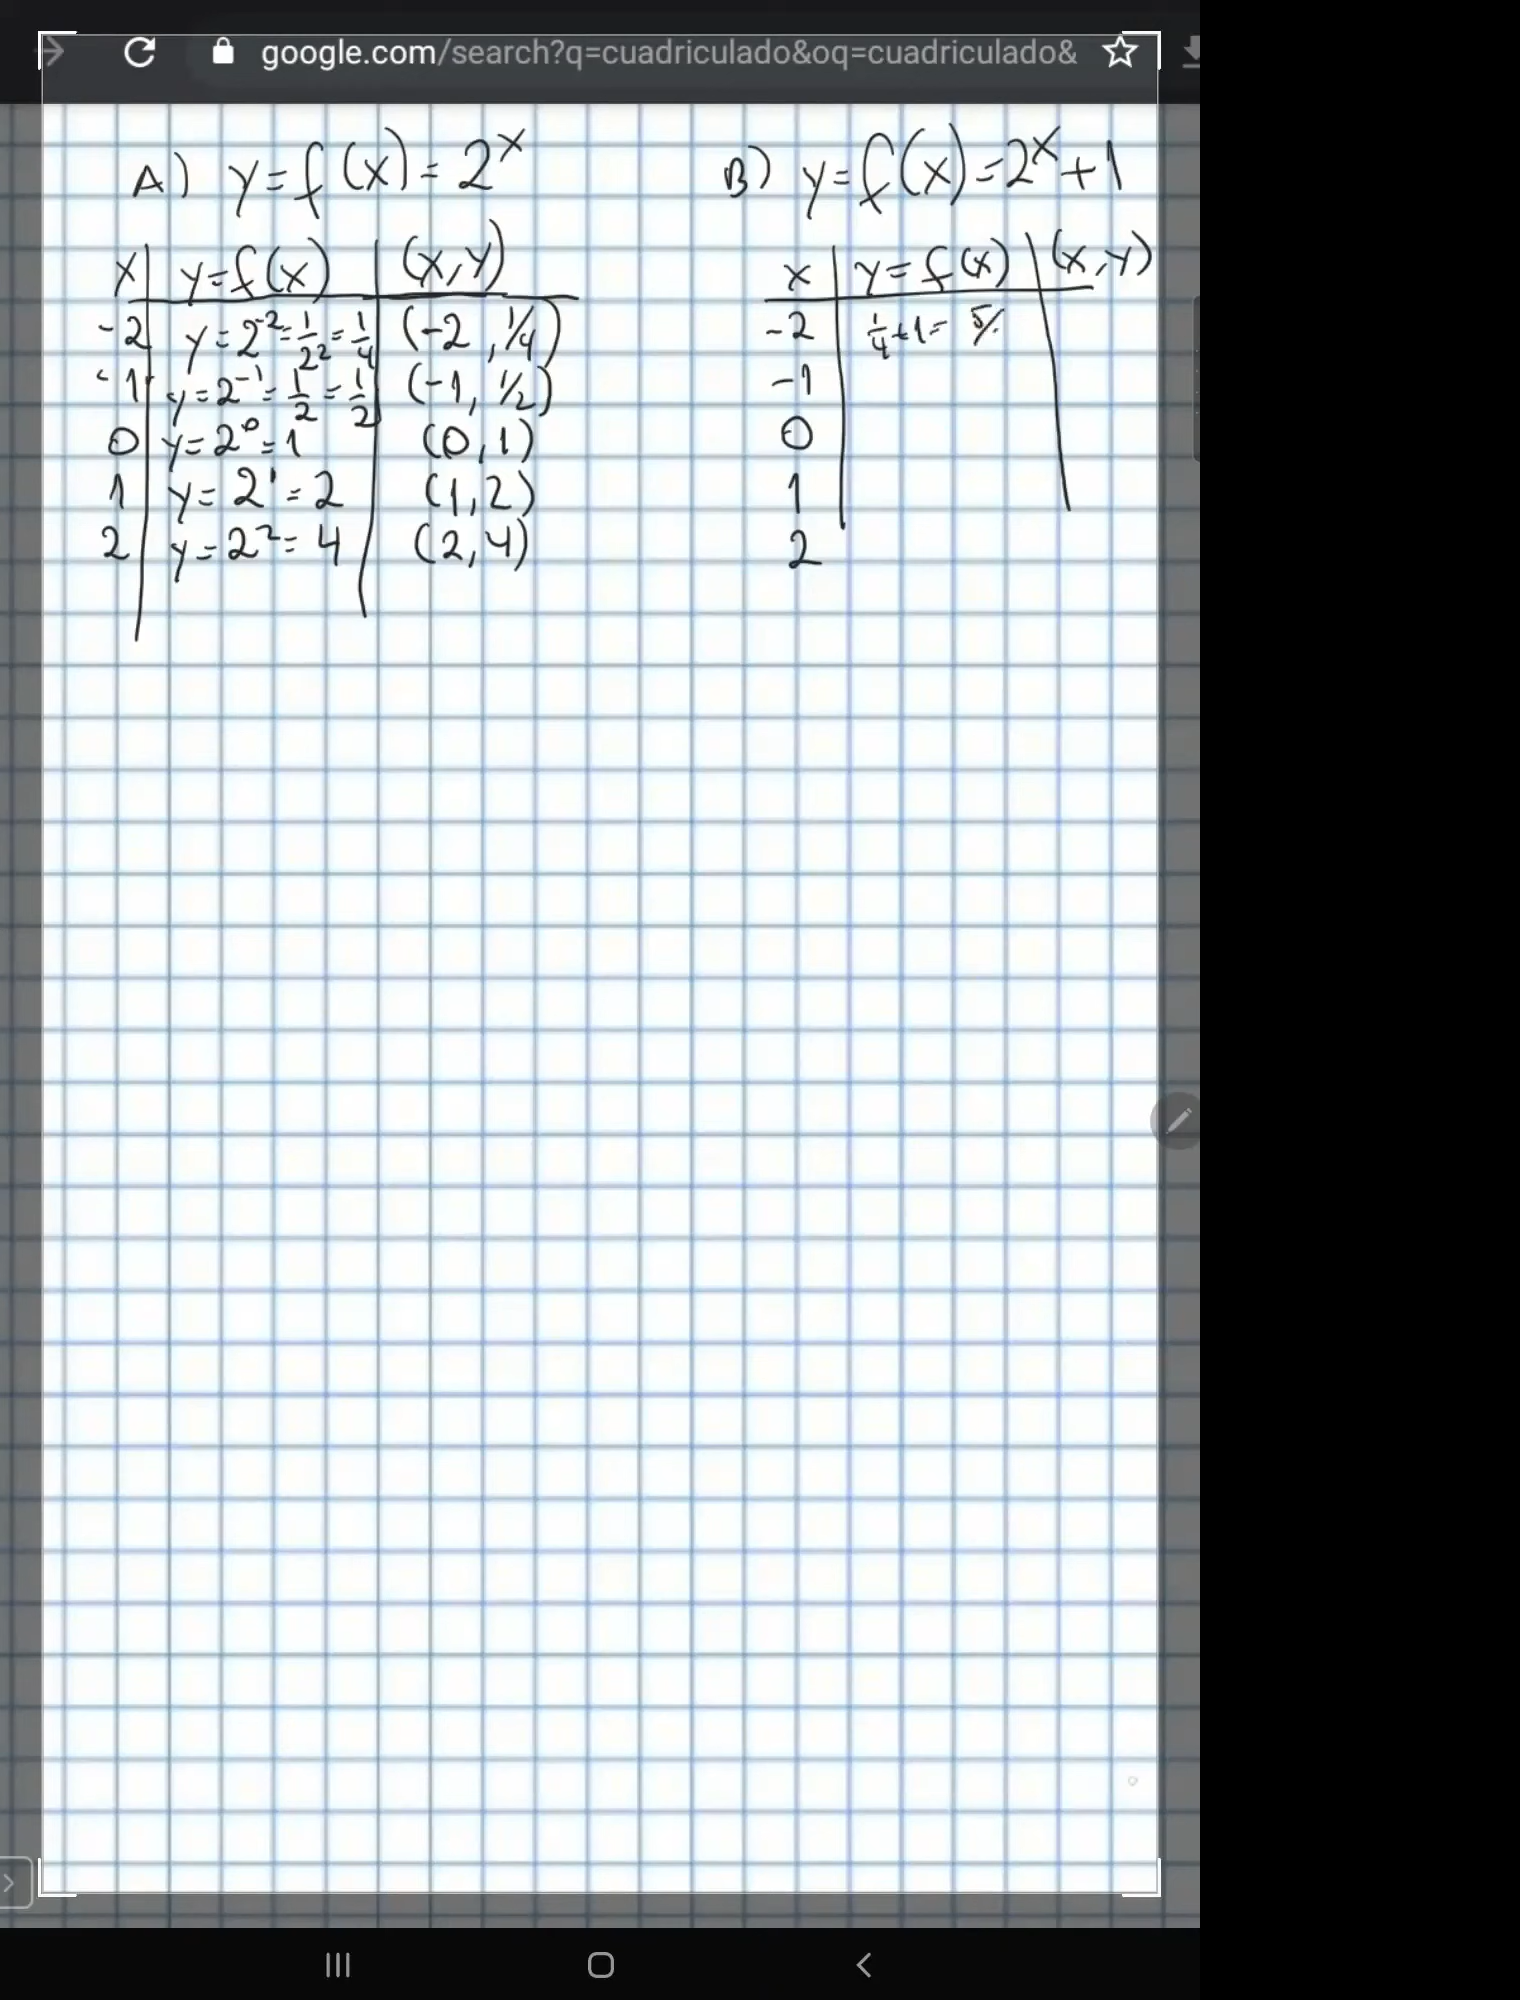 google.com/search?q=cuadriculado&oq=cuadriculado&
A) y=f(x)=2^x
x | y=f(x) | (x,y)
-2 | y=2^-2=1/2^2=1/4 | (-2,1/4)
-1 | y=2^-1=1/2=1/2 | (-1,1/2)
0 | y=2^0=1 | (0,1)
1 | y=2^1=2 | (1,2)
2 | y=2^2=4 | (2,4)
B) y=f(x)=2^x+1
x | y=f(x) | (x,y)
-2 | 1/4+1=5/
-1
0
1
2